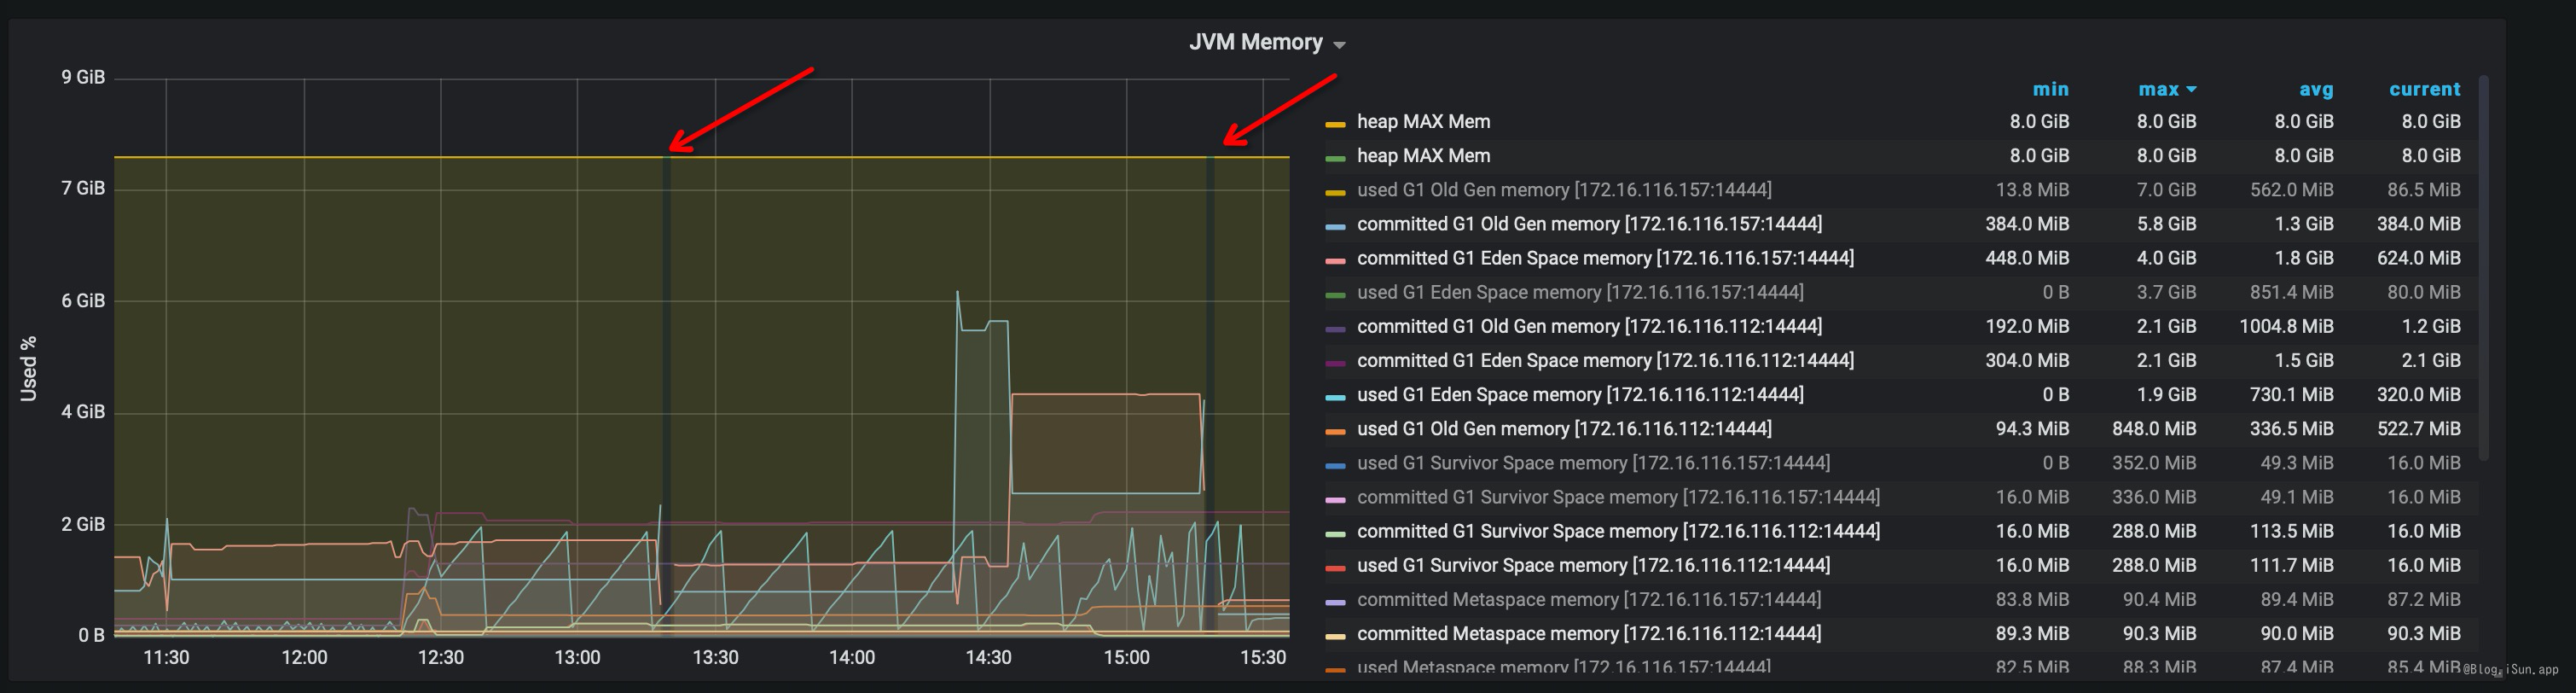 JVM Memory
9 GiB
7 GiB
6 GiB
4 GiB
2 GiB
0 B
Used %
11:30 12:00 12:30 13:00 13:30 14:00 14:30 15:00 15:30
min max avg current
heap MAX Mem 8.0 GiB 8.0 GiB 8.0 GiB 8.0 GiB
heap MAX Mem 8.0 GiB 8.0 GiB 8.0 GiB 8.0 GiB
used G1 Old Gen memory [172.16.116.157:14444] 13.8 MiB 7.0 GiB 562.0 MiB 86.5 MiB
committed G1 Old Gen memory [172.16.116.157:14444] 384.0 MiB 5.8 GiB 1.3 GiB 384.0 MiB
committed G1 Eden Space memory [172.16.116.157:14444] 448.0 MiB 4.0 GiB 1.8 GiB 624.0 MiB
used G1 Eden Space memory [172.16.116.157:14444] 0 B 3.7 GiB 851.4 MiB 80.0 MiB
committed G1 Old Gen memory [172.16.116.112:14444] 192.0 MiB 2.1 GiB 1004.8 MiB 1.2 GiB
committed G1 Eden Space memory [172.16.116.112:14444] 304.0 MiB 2.1 GiB 1.5 GiB 2.1 GiB
used G1 Eden Space memory [172.16.116.112:14444] 0 B 1.9 GiB 730.1 MiB 320.0 MiB
used G1 Old Gen memory [172.16.116.112:14444] 94.3 MiB 848.0 MiB 336.5 MiB 522.7 MiB
used G1 Survivor Space memory [172.16.116.157:14444] 0 B 352.0 MiB 49.3 MiB 16.0 MiB
committed G1 Survivor Space memory [172.16.116.157:14444] 16.0 MiB 336.0 MiB 49.1 MiB 16.0 MiB
committed G1 Survivor Space memory [172.16.116.112:14444] 16.0 MiB 288.0 MiB 113.5 MiB 16.0 MiB
used G1 Survivor Space memory [172.16.116.112:14444] 16.0 MiB 288.0 MiB 111.7 MiB 16.0 MiB
committed Metaspace memory [172.16.116.157:14444] 83.8 MiB 90.4 MiB 89.4 MiB 87.2 MiB
committed Metaspace memory [172.16.116.112:14444] 89.3 MiB 90.3 MiB 90.0 MiB 90.3 MiB
used Metaspace memory [172.16.116.157:14444] 82.5 MiB 88.3 MiB 87.4 MiB 85.4 MiB
@Blog.iSun.app